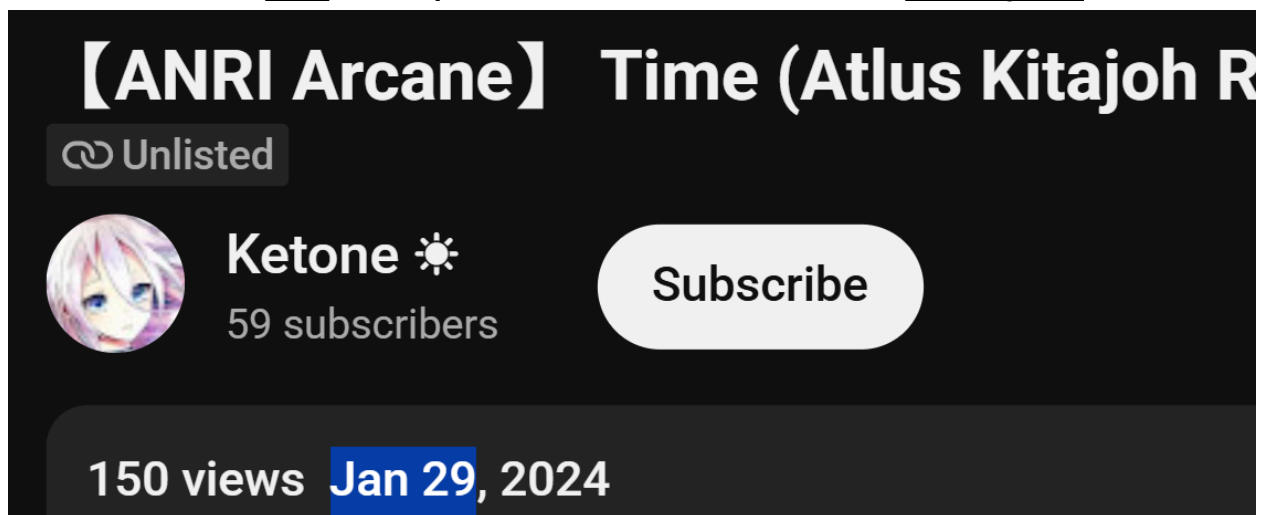 【ANRI Arcane】 Time (Atlus Kitajoh R
Unlisted
Ketone ☀
59 subscribers
Subscribe
150 views Jan 29, 2024